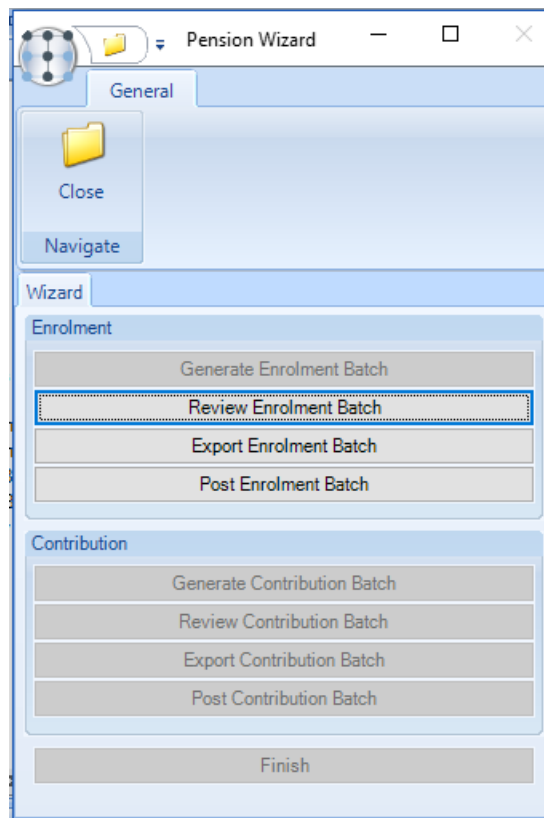 Pension Wizard
General
Close
Navigate
Wizard
Enrolment
Generate Enrolment Batch
Review Enrolment Batch
Export Enrolment Batch
Post Enrolment Batch
Contribution
Generate Contribution Batch
Review Contribution Batch
Export Contribution Batch
Post Contribution Batch
Finish